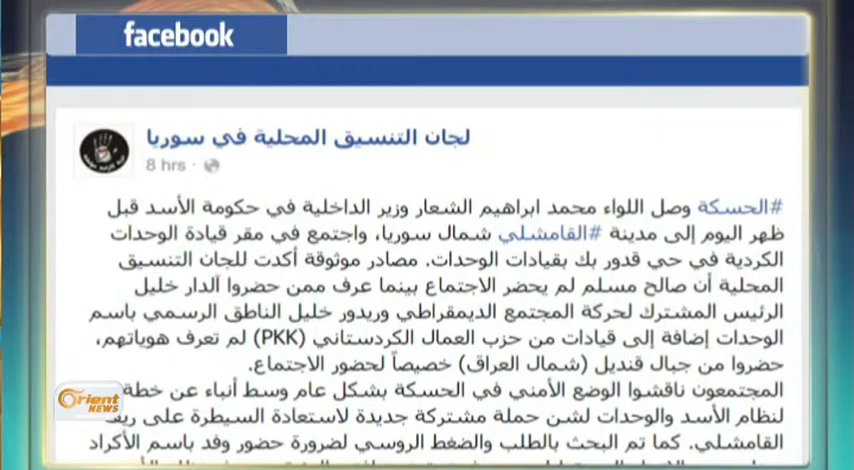 facebook
لجان التنسيق المحلية في سوريا
8 hrs ·
#الحسكة وصل اللواء محمد ابراهيم الشعار وزير الداخلية في حكومة الأسد قبل
ظهر اليوم إلى مدينة #القامشلي شمال سوريا، واجتمع في مقر قيادة الوحدات
الكردية في حي قدور بك بقيادات الوحدات. مصادر موثوقة أكدت للجان التنسيق
المحلية أن صالح مسلم لم يحضر الاجتماع بينما عرف ممن حضروا آلدار خليل
الرئيس المشترك لحركة المجتمع الديمقراطي وريدور خليل الناطق الرسمي باسم
الوحدات إضافة إلى قيادات من حزب العمال الكردستاني (PKK) لم تعرف هوياتهم،
حضروا من جبال قنديل (شمال العراق) خصيصاً لحضور الاجتماع.
المجتمعون ناقشوا الوضع الأمني في الحسكة بشكل عام وسط أنباء عن خطة
لنظام الأسد والوحدات لشن حملة مشتركة جديدة لاستعادة السيطرة على ريف
القامشلي. كما تم البحث بالطلب والضغط الروسي لضرورة حضور وفد باسم الأكراد
Orient
NEWS